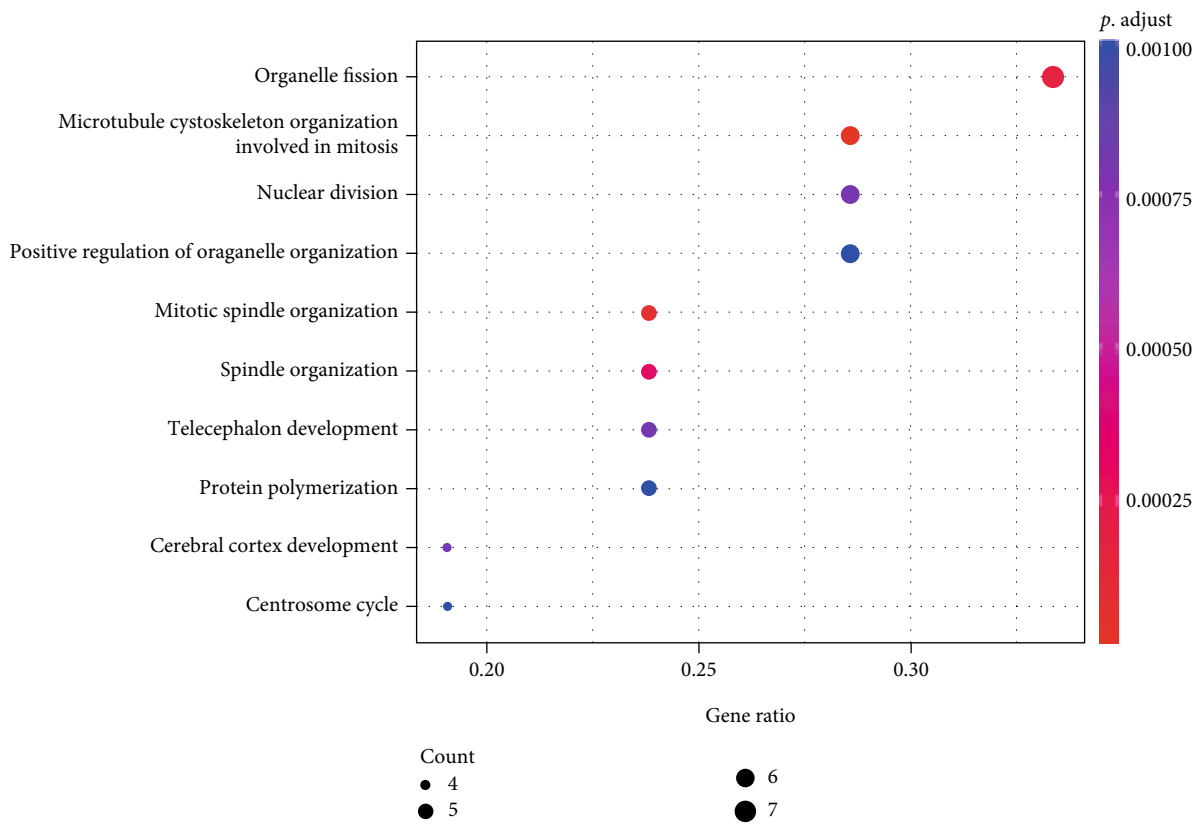 p. adjust
Organelle fission
Microtubule cystoskeleton organization
involved in mitosis
Nuclear division
Positive regulation of oraganelle organization
Mitotic spindle organization
Spindle organization
Telecephalon development
Protein polymerization
Cerebral cortex development
Centrosome cycle
0.00100
0.00075
0.00050
0.00025
0.20
0.25
0.30
Gene ratio
Count
4
5
6
7